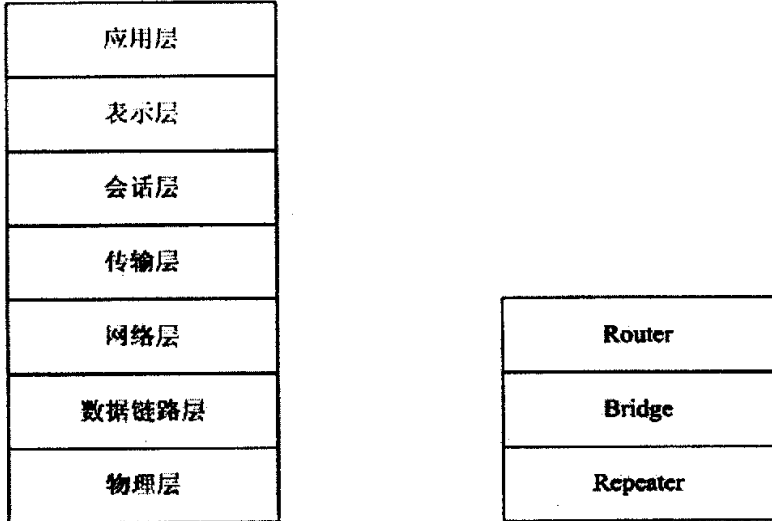 应用层
表示层
会话层
传输层
网络层
数据链路层
物理层
Router
Bridge
Repeater